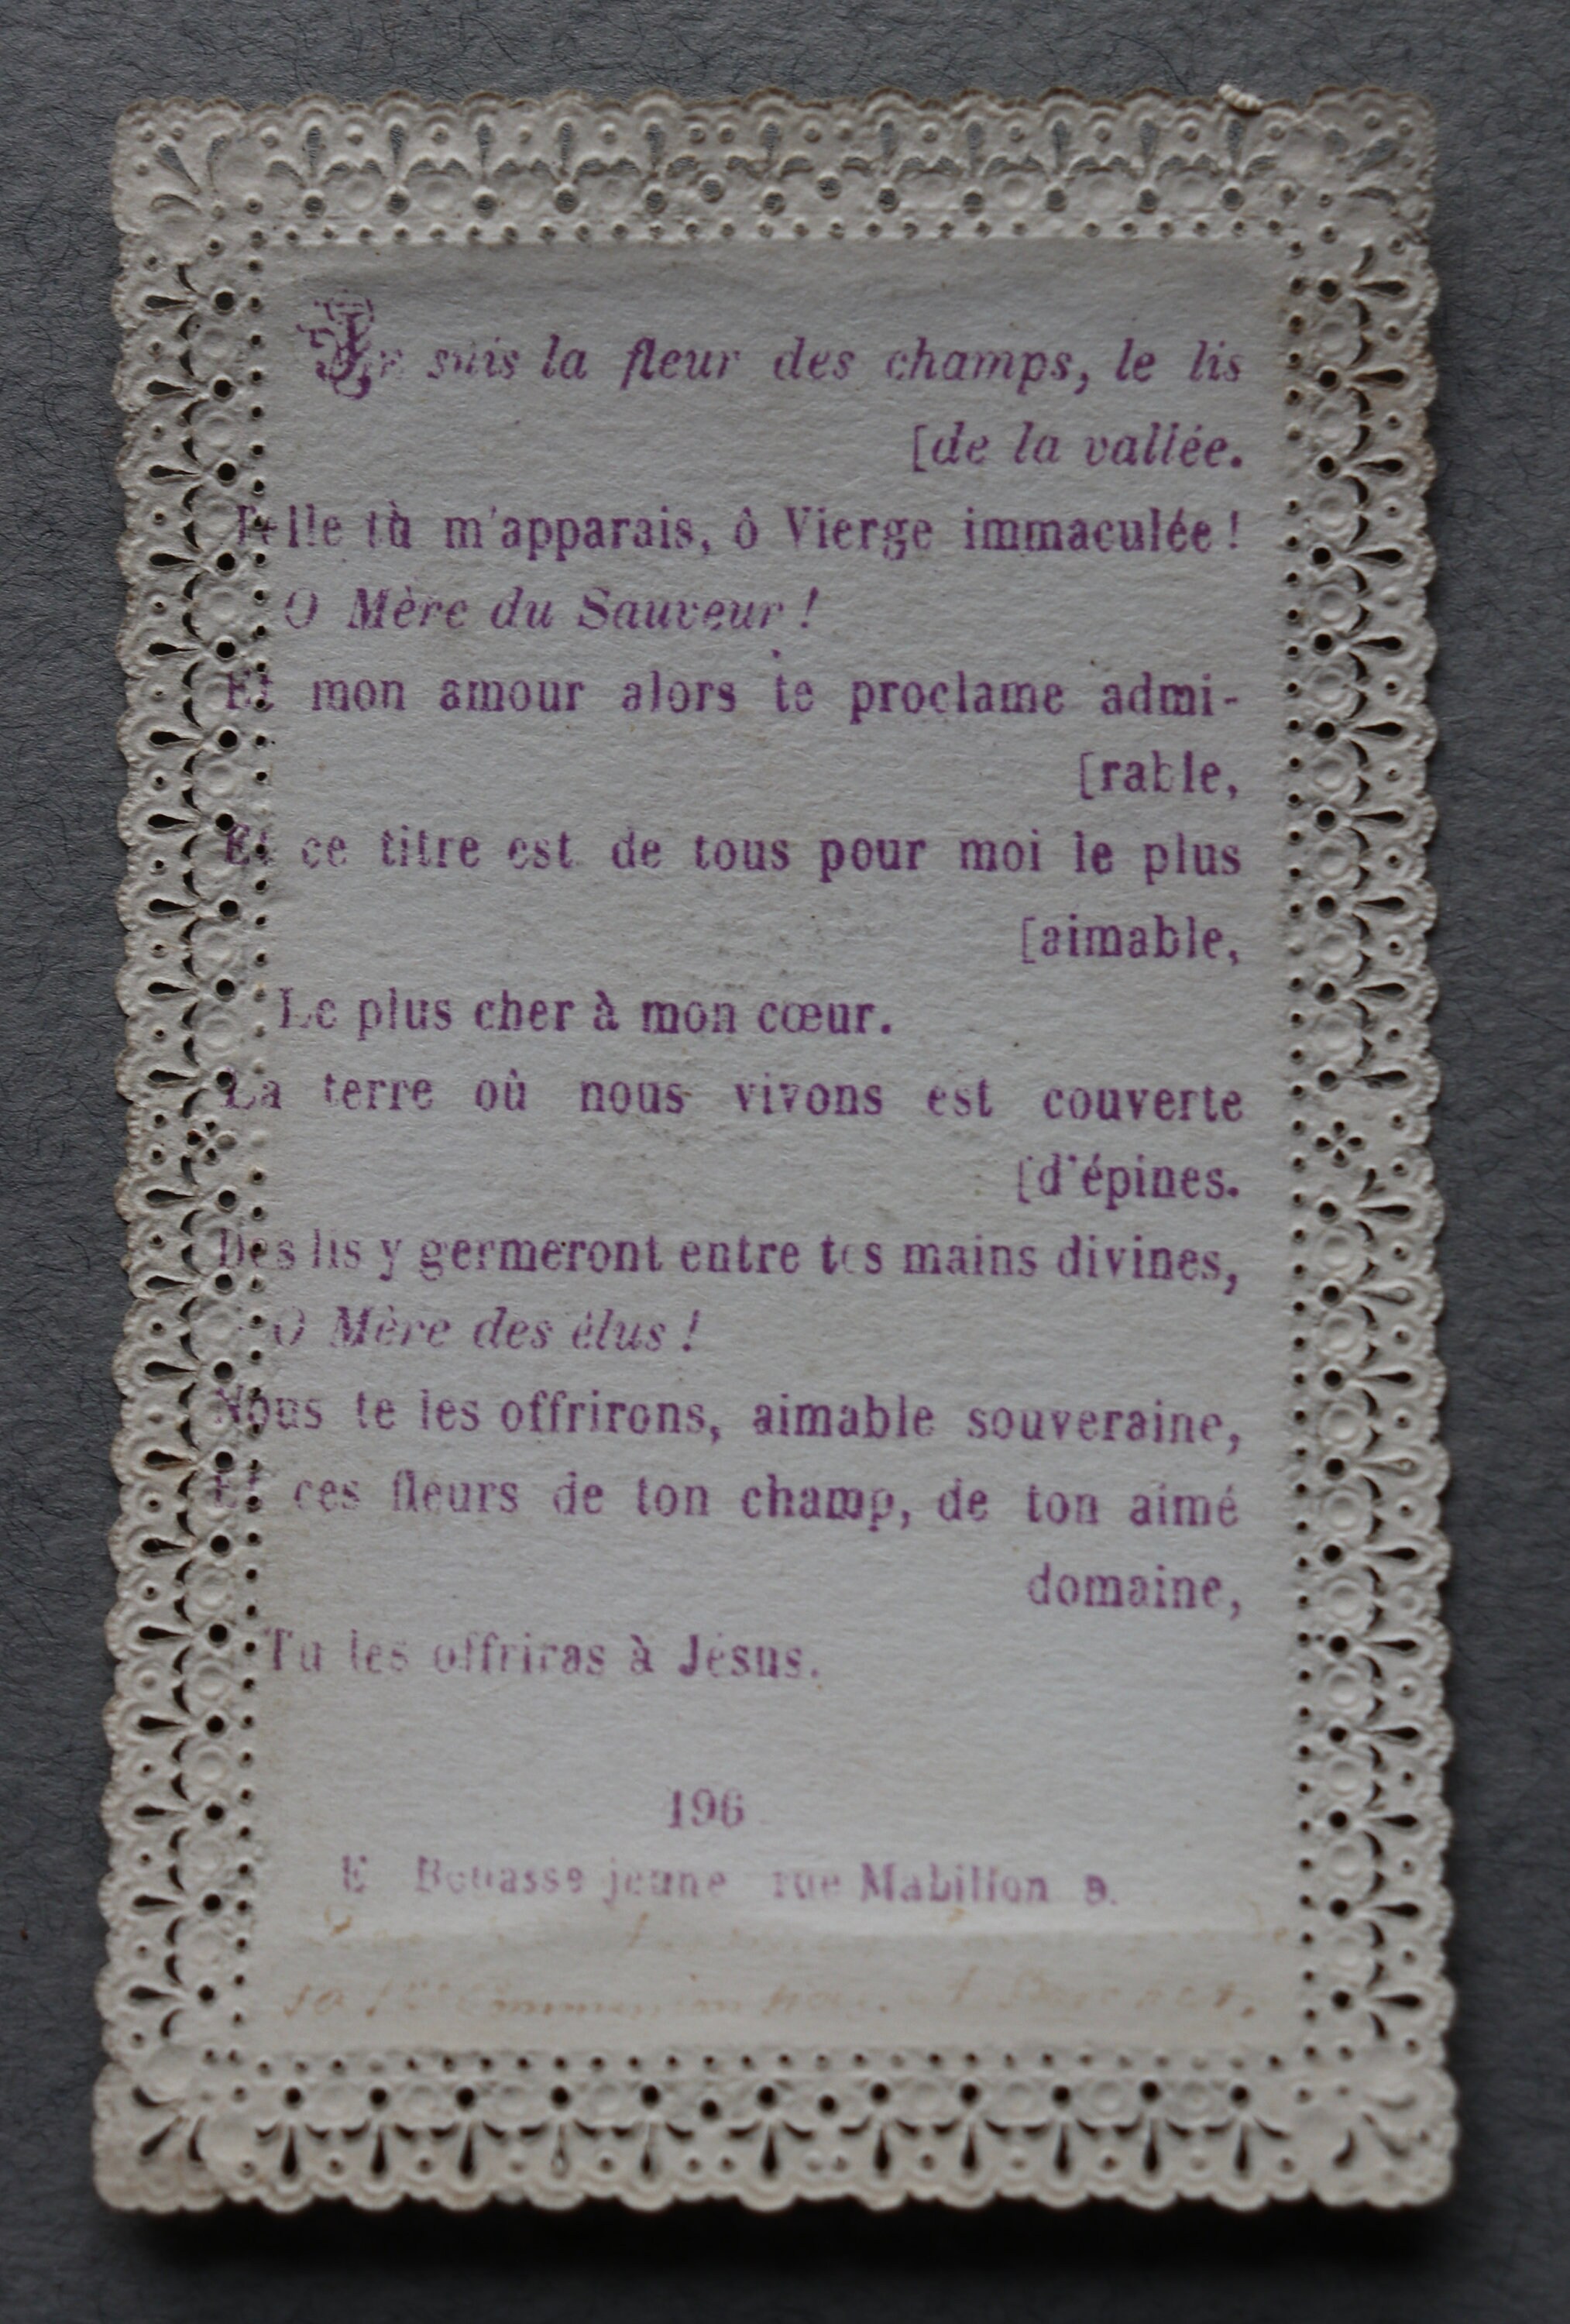 Je suis la fleur des champs, le lis
[de la vallée.
Telle tù m'apparais, ô Vierge immaculée !
O Mère du Sauveur !
Et mon amour alors te proclame admi-
[rable,
Et ce titre est de tous pour moi le plus
[aimable,
Le plus cher à mon cœur.
La terre où nous vivons est couverte
[d'épines.
Des lis y germeront entre tes mains divines,
O Mère des élus !
Nous te les offrirons, aimable souveraine,
Et ces fleurs de ton champ, de ton aimé
domaine,
Tu les offriras à Jésus.
196
E Bouasse jeune rue Mabillon
sa 1re Communion